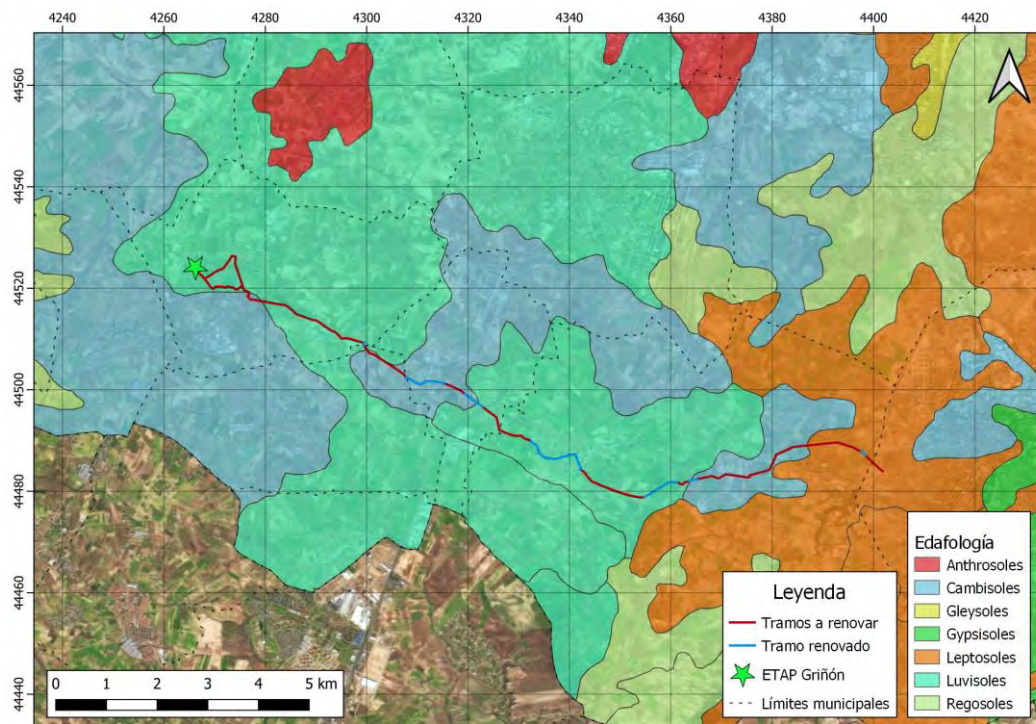 4240 4260 4280 4300 4320 4340 4360 4380 4400 4420
44560
44540
44520
44500
44480
44460
44440
Edafología
Anthrosoles
Cambisoles
Gleysoles
Gypsisoles
Leptosoles
Luvisoles
Regosoles
Leyenda
Tramos a renovar
Tramo renovado
ETAP Griñón
Límites municipales
0 1 2 3 4 5 km